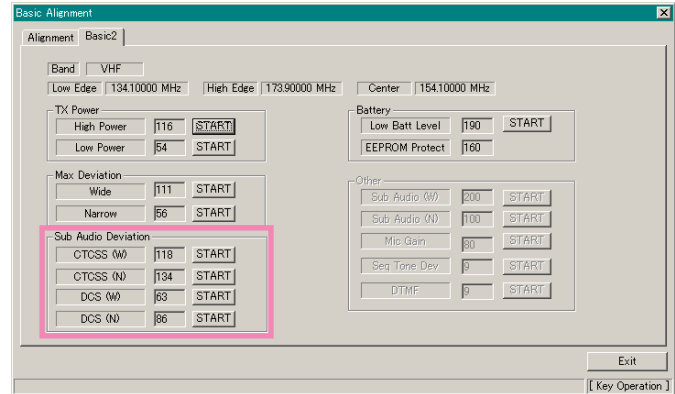 Basic Alignment
Alignment Basic2
Band VHF
Low Edge 134.10000 MHz High Edge 173.90000 MHz Center 154.10000 MHz
TX Power
High Power 116 START
Low Power 54 START
Battery
Low Batt Level 190 START
EEPROM Protect 160
Max Deviation
Wide 111 START
Narrow 56 START
Other
Sub Audio (W) 200 START
Sub Audio (N) 100 START
Mic Gain 80 START
Seq Tone Dev 9 START
DTMF 9 START
Sub Audio Deviation
CTCSS (W) 118 START
CTCSS (N) 134 START
DCS (W) 63 START
DCS (N) 86 START
Exit
[ Key Operation ]